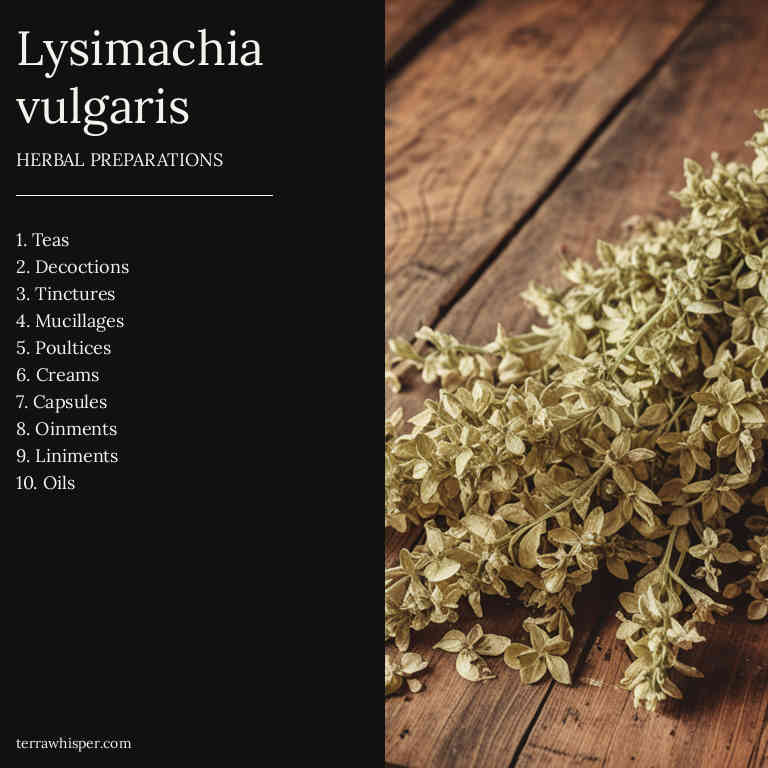 Lysimachia
vulgaris
HERBAL PREPARATIONS
1. Teas
2. Decoctions
3. Tinctures
4. Mucillages
5. Poultices
6. Creams
7. Capsules
8. Oinments
9. Liniments
10. Oils
terrawhisper.com